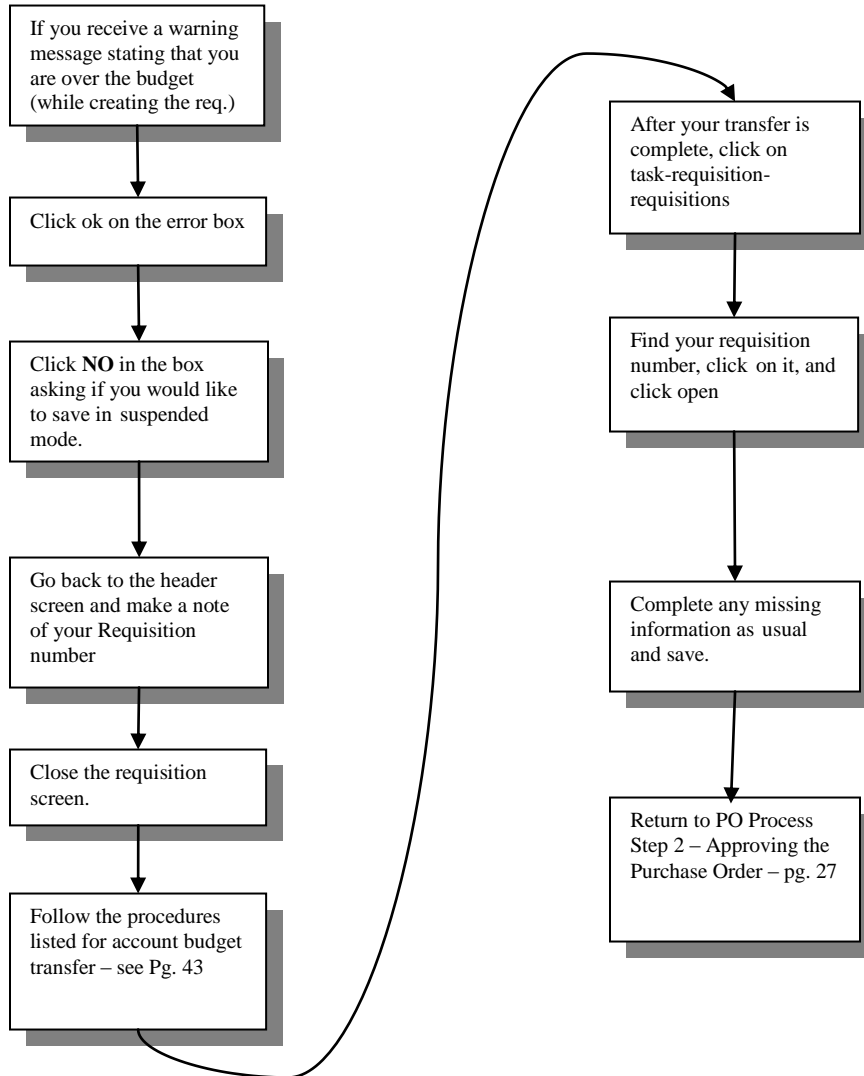 If you receive a warning
message stating that you
are over the budget
(while creating the req.)
Click ok on the error box
Click NO in the box
asking if you would like
to save in suspended
mode.
Go back to the header
screen and make a note
of your Requisition
number
Close the requisition
screen.
Follow the procedures
listed for account budget
transfer – see Pg. 43
After your transfer is
complete, click on
task-requisition-
requisitions
Find your requisition
number, click on it, and
click open
Complete any missing
information as usual
and save.
Return to PO Process
Step 2 – Approving the
Purchase Order – pg. 27